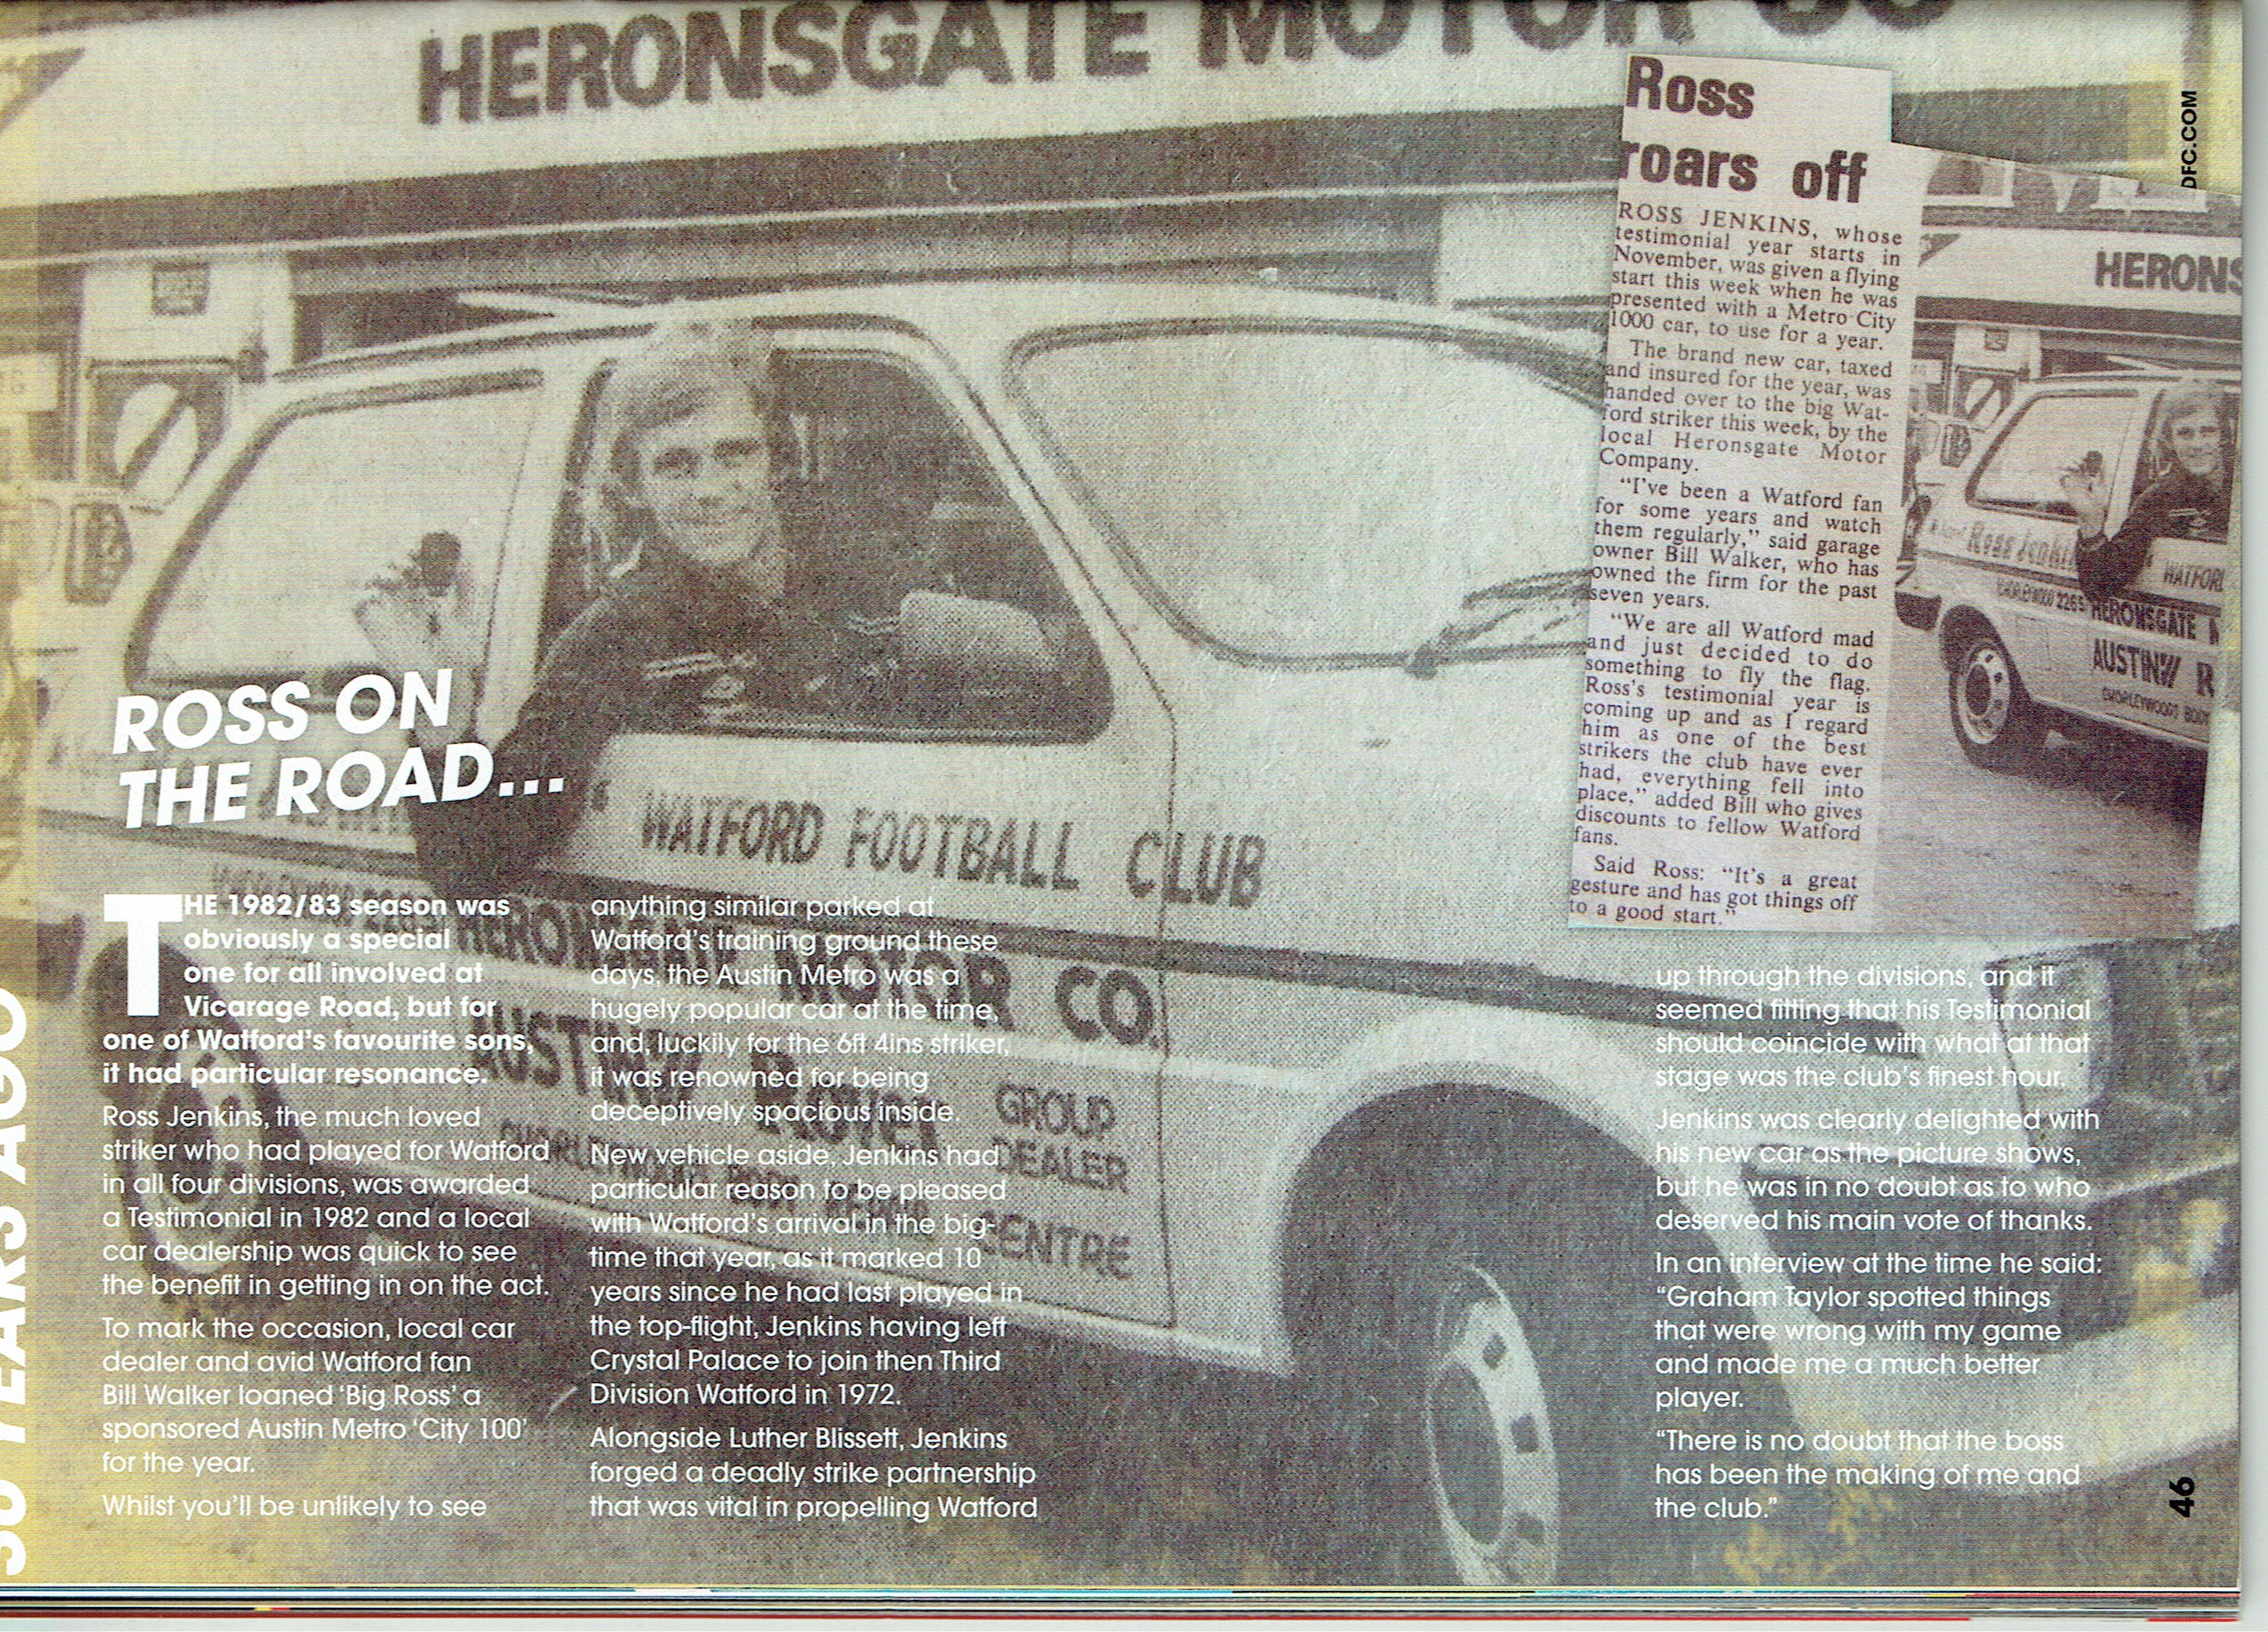 HERONSGATE MOTOR CO
Ross
roars off
ROSS JENKINS, whose
testimonial year starts in
November, was given a flying
start this week when he was
presented with a Metro City
1000 car, to use for a year.
The brand new car, taxed
and insured for the year, was
handed over to the big Wat-
ford striker this week, by the
local Heronsgate Motor
Company.
"I've been a Watford fan
for some years and watch
them regularly," said garage
owner Bill Walker, who has
owned the firm for the past
seven years.
"We are all Watford mad
and just decided to do
something to fly the flag.
Ross's testimonial year is
coming up and as I regard
him as one of the best
strikers the club have ever
had, everything fell into
place," added Bill who gives
discounts to fellow Watford
fans.
Said Ross: "It's a great
gesture and has got things off
to a good start."
DFC.COM
HERONS
Ross Jenki
WATFORD
CHORLEYWOOD 2265
HERONSGATE M
AUSTIN R
CHORLEYWOOD BODY
ROSS ON
THE ROAD...
WATFORD FOOTBALL CLUB
HERONSGATE MOTOR CO.
AUSTIN ROVER GROUP
DEALER
CENTRE
THE 1982/83 season was
obviously a special
one for all involved at
Vicarage Road, but for
one of Watford's favourite sons,
it had particular resonance.
Ross Jenkins, the much loved
striker who had played for Watford
in all four divisions, was awarded
a Testimonial in 1982 and a local
car dealership was quick to see
the benefit in getting in on the act.
To mark the occasion, local car
dealer and avid Watford fan
Bill Walker loaned 'Big Ross' a
sponsored Austin Metro 'City 100'
for the year.
Whilst you'll be unlikely to see
anything similar parked at
Watford's training ground these
days, the Austin Metro was a
hugely popular car at the time,
and, luckily for the 6ft 4ins striker,
it was renowned for being
deceptively spacious inside.
New vehicle aside, Jenkins had
particular reason to be pleased
with Watford's arrival in the big-
time that year, as it marked 10
years since he had last played in
the top-flight, Jenkins having left
Crystal Palace to join then Third
Division Watford in 1972.
Alongside Luther Blissett, Jenkins
forged a deadly strike partnership
that was vital in propelling Watford
up through the divisions, and it
seemed fitting that his Testimonial
should coincide with what at that
stage was the club's finest hour.
Jenkins was clearly delighted with
his new car as the picture shows,
but he was in no doubt as to who
deserved his main vote of thanks.
In an interview at the time he said:
"Graham Taylor spotted things
that were wrong with my game
and made me a much better
player.
"There is no doubt that the boss
has been the making of me and
the club."
YEARS AGO
46